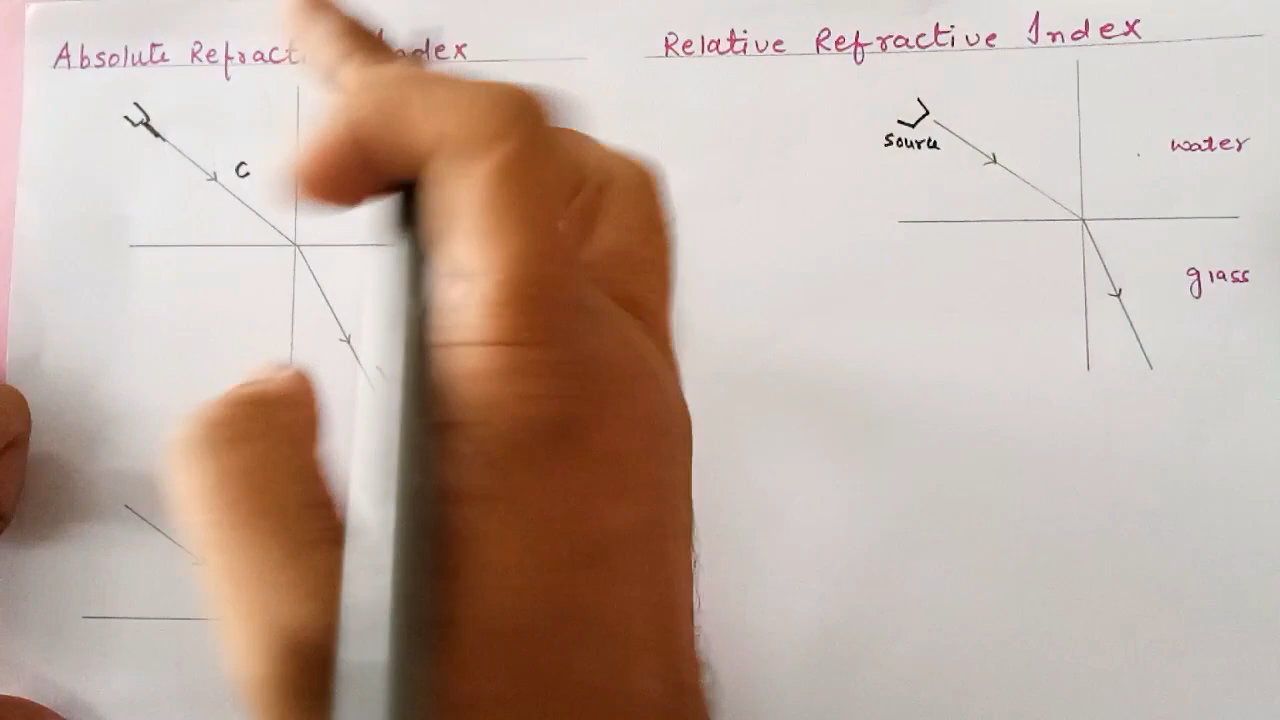 Absolute Refract ndex
C
Relative Refractive Index
source
water
glass